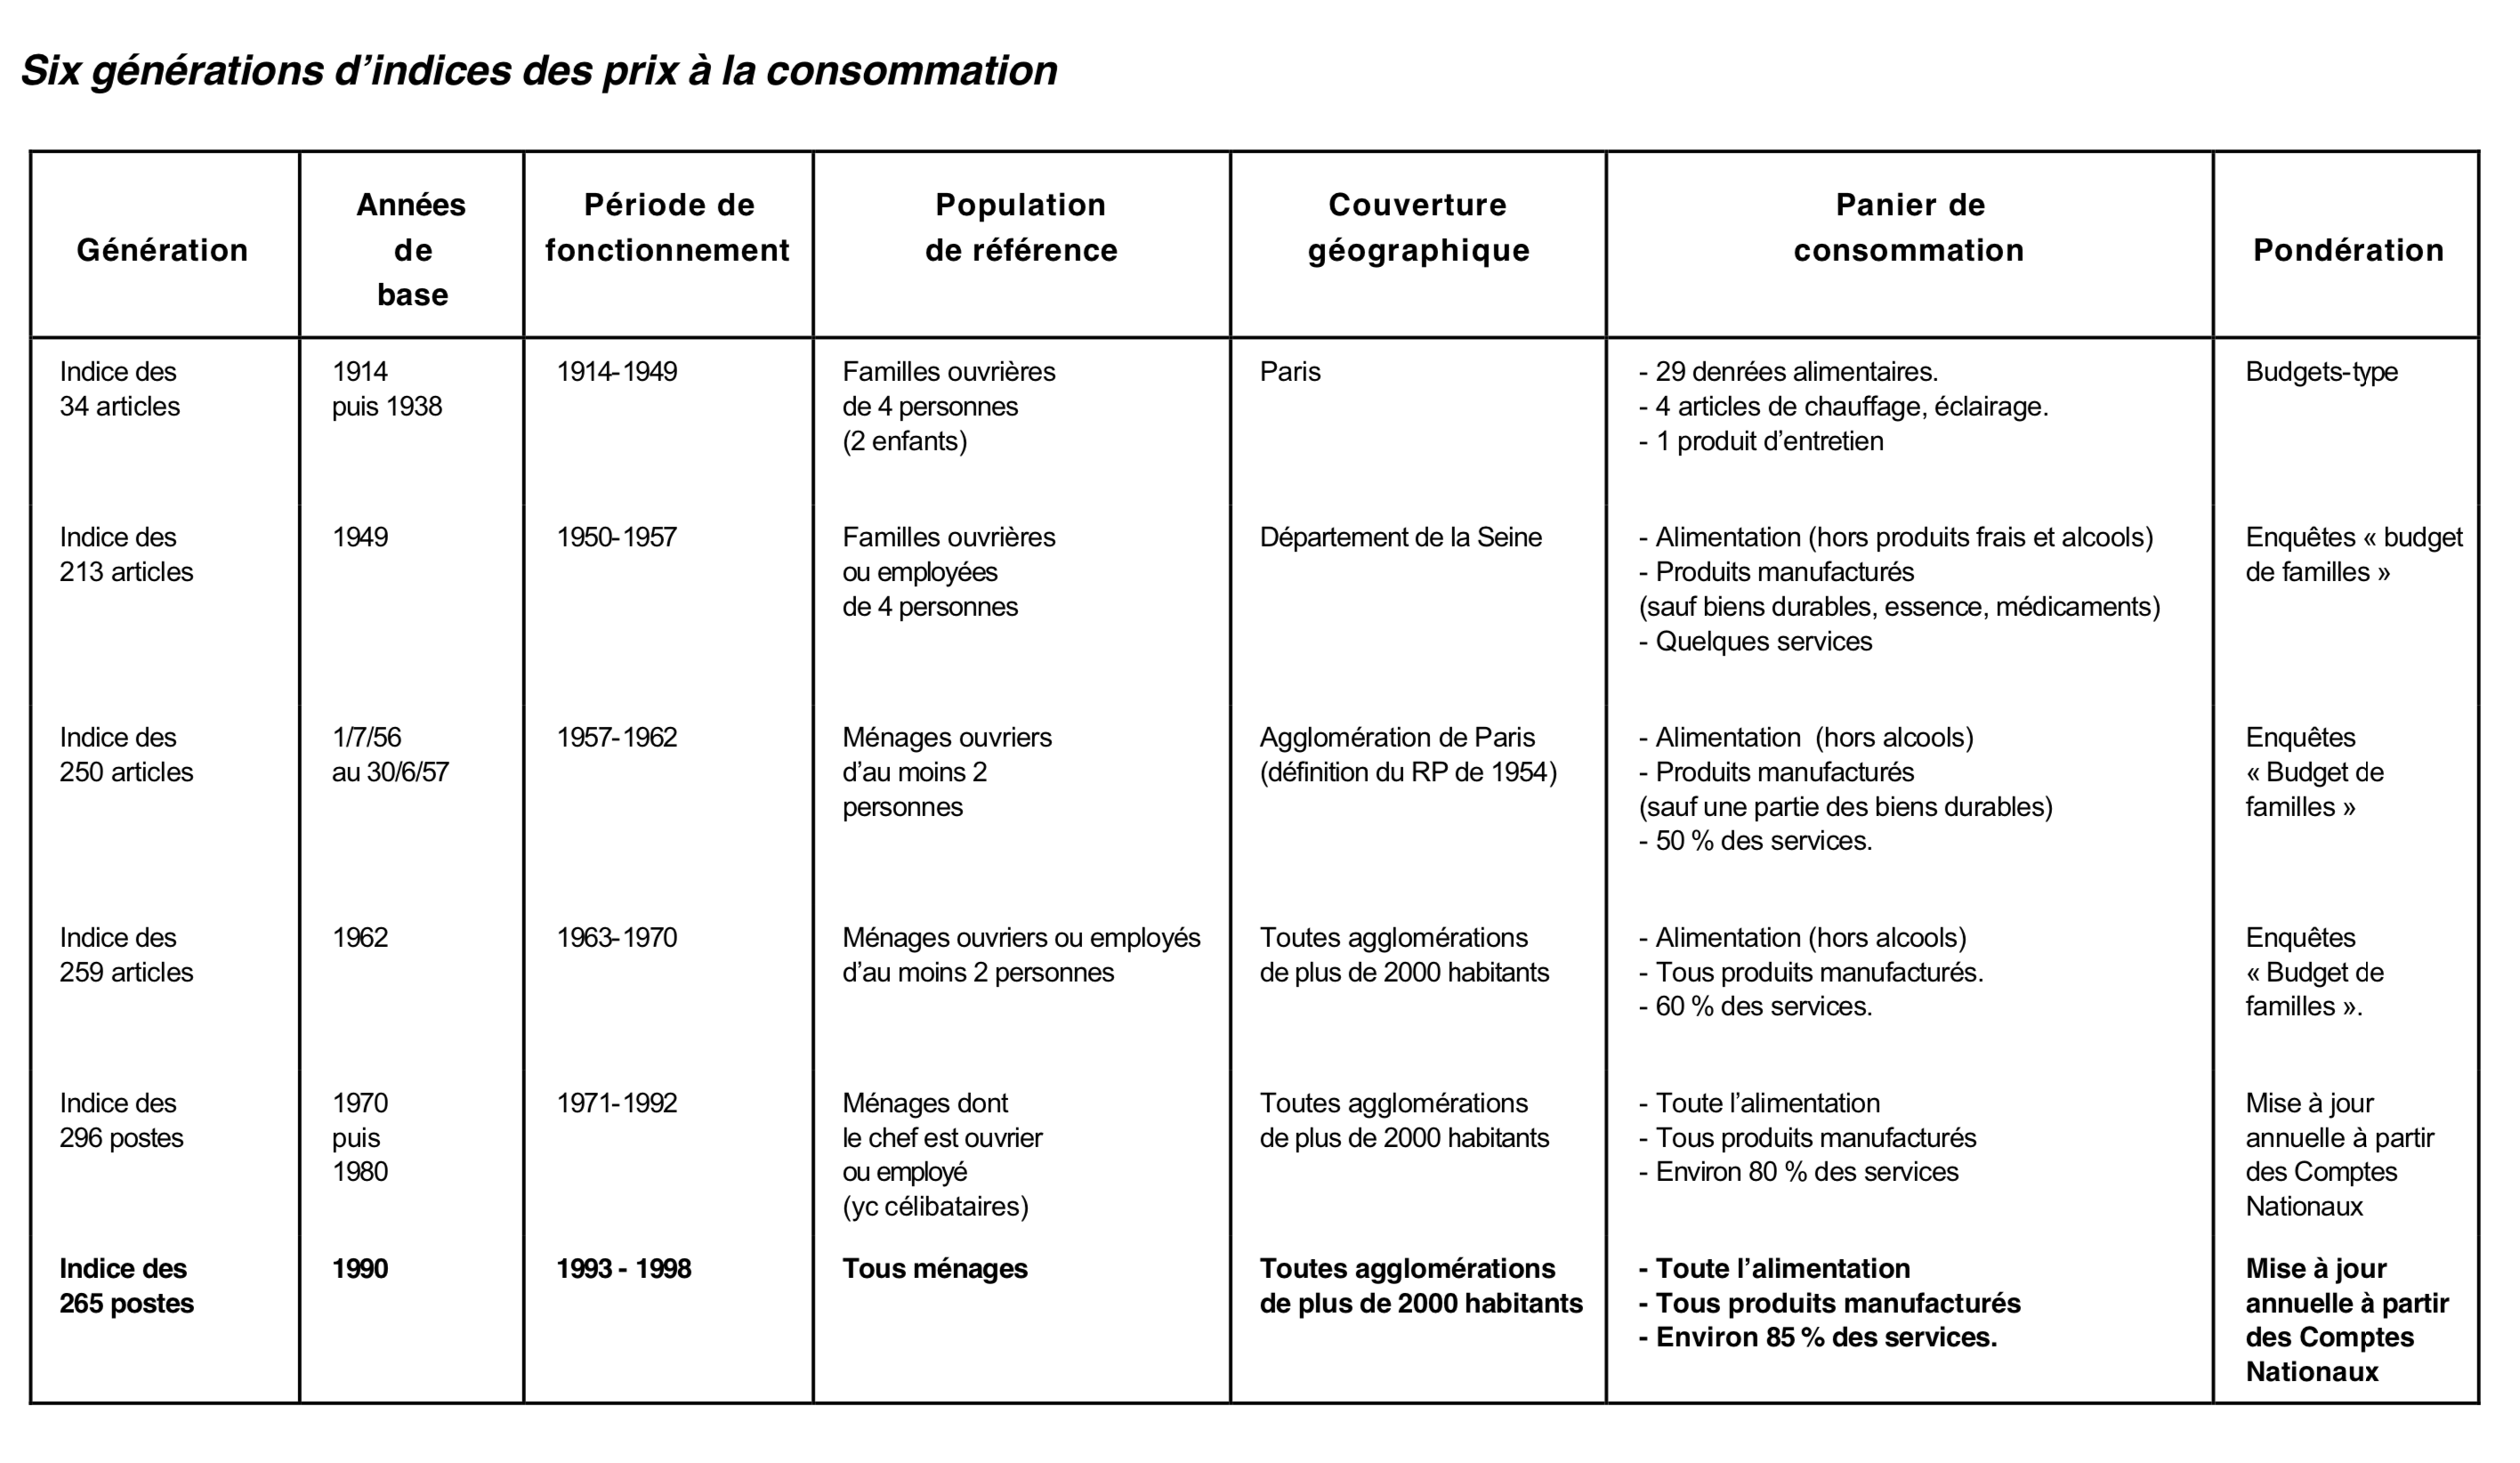 Six générations d’indices des prix à la consommation
Génération
Années
de
base
Période de
fonctionnement
Population
de référence
Couverture
géographique
Panier de
consommation
Pondération
Indice des
34 articles
1914
puis 1938
1914-1949
Familles ouvrières
de 4 personnes
(2 enfants)
Paris
- 29 denrées alimentaires.
- 4 articles de chauffage, éclairage.
- 1 produit d’entretien
Budgets-type
Indice des
213 articles
1949
1950-1957
Familles ouvrières
ou employées
de 4 personnes
Département de la Seine
- Alimentation (hors produits frais et alcools)
- Produits manufacturés
(sauf biens durables, essence, médicaments)
- Quelques services
Enquêtes « budget
de familles »
Indice des
250 articles
1/7/56
au 30/6/57
1957-1962
Ménages ouvriers
d’au moins 2
personnes
Agglomération de Paris
(définition du RP de 1954)
- Alimentation (hors alcools)
- Produits manufacturés
(sauf une partie des biens durables)
- 50 % des services.
Enquêtes
« Budget de
familles »
Indice des
259 articles
1962
1963-1970
Ménages ouvriers ou employés
d’au moins 2 personnes
Toutes agglomérations
de plus de 2000 habitants
- Alimentation (hors alcools)
- Tous produits manufacturés.
- 60 % des services.
Enquêtes
« Budget de
familles ».
Indice des
296 postes
1970
puis
1980
1971-1992
Ménages dont
le chef est ouvrier
ou employé
(yc célibataires)
Toutes agglomérations
de plus de 2000 habitants
- Toute l’alimentation
- Tous produits manufacturés
- Environ 80 % des services
Mise à jour
annuelle à partir
des Comptes
Nationaux
Indice des
265 postes
1990
1993 - 1998
Tous ménages
Toutes agglomérations
de plus de 2000 habitants
- Toute l’alimentation
- Tous produits manufacturés
- Environ 85 % des services.
Mise à jour
annuelle à partir
des Comptes
Nationaux